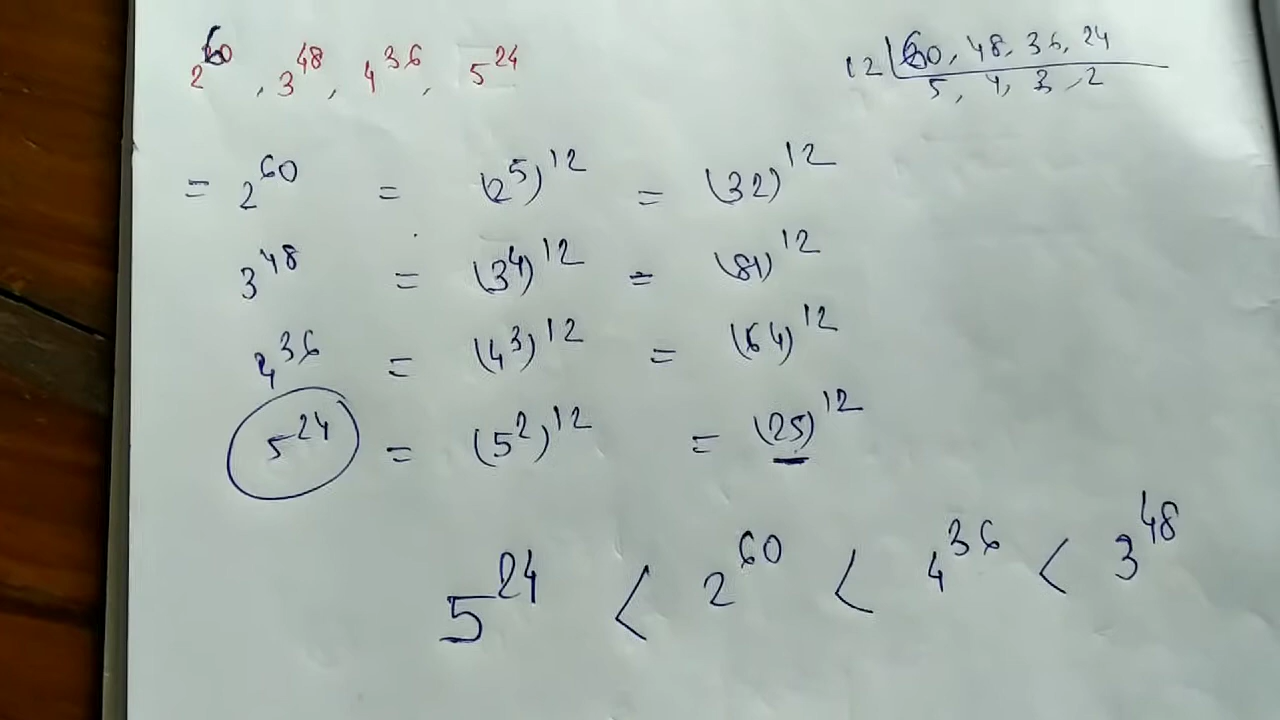 2^60 , 3^48 , 4^36 , 5^24
12 | 60, 48, 36, 24
5, 4, 3, 2
= 2^60 = (2^5)^12 = (32)^12
3^48 = (3^4)^12 = (81)^12
4^36 = (4^3)^12 = (64)^12
5^24 = (5^2)^12 = (25)^12
5^24 < 2^60 < 4^36 < 3^48